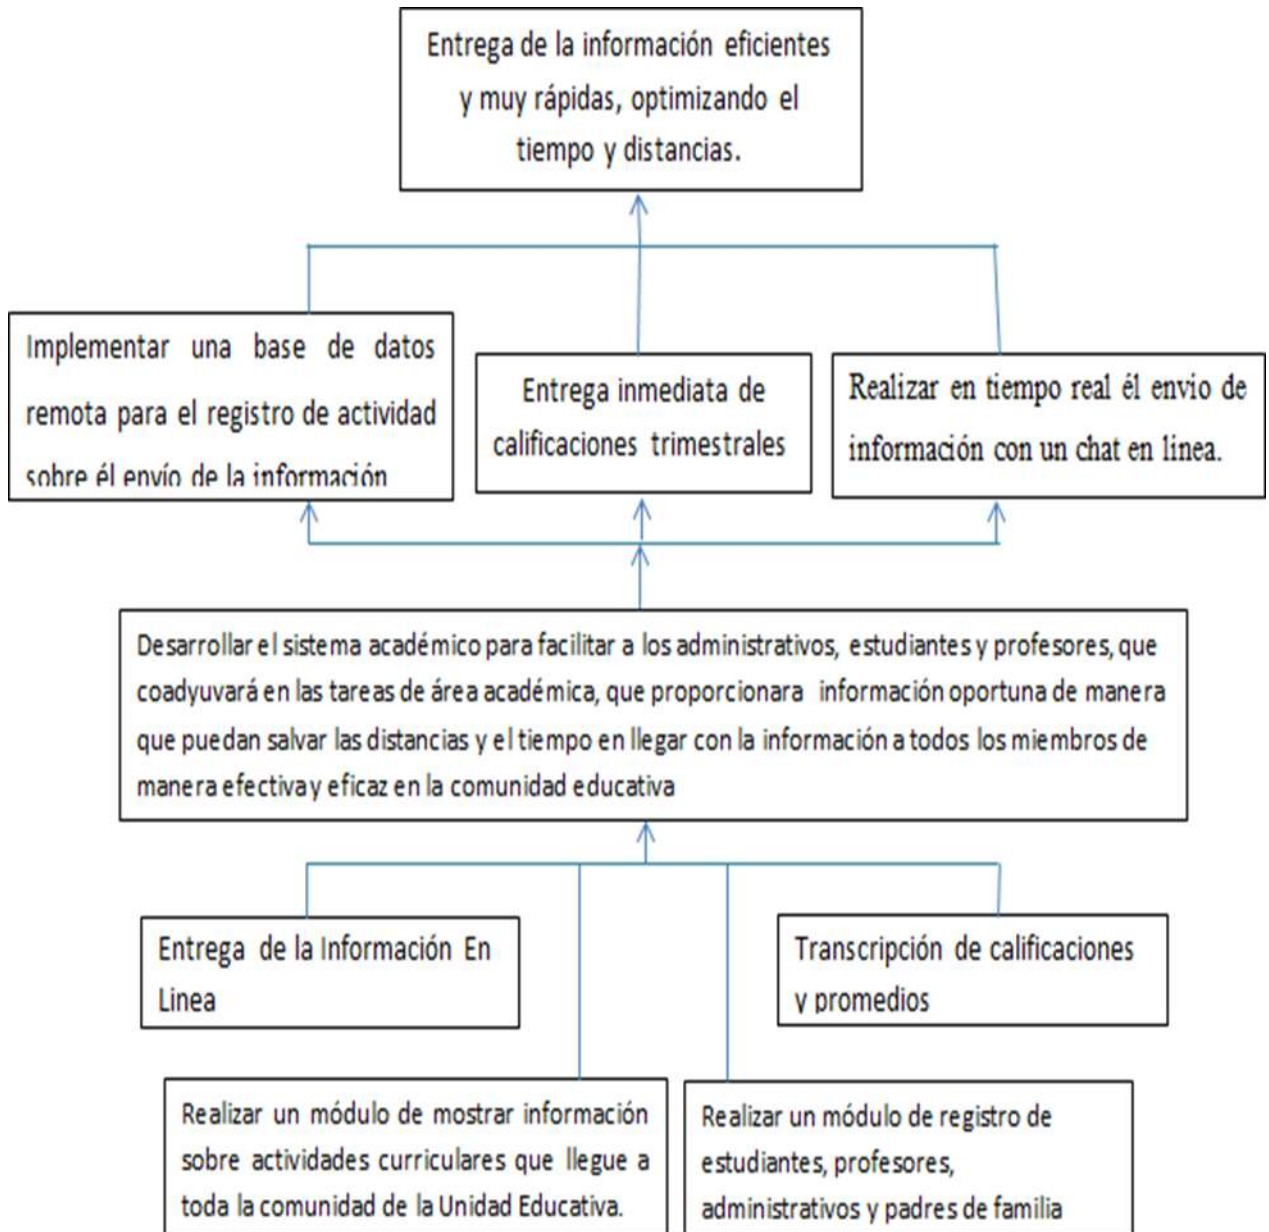 Entrega de la información eficientes
y muy rápidas, optimizando el
tiempo y distancias.
Implementar una base de datos
remota para el registro de actividad
sobre él envío de la información
Entrega inmediata de
calificaciones trimestrales
Realizar en tiempo real él envio de
información con un chat en linea.
Desarrollar el sistema académico para facilitar a los administrativos, estudiantes y profesores, que
coadyuvará en las tareas de área académica, que proporcionara información oportuna de manera
que puedan salvar las distancias y el tiempo en llegar con la información a todos los miembros de
manera efectiva y eficaz en la comunidad educativa
Entrega de la Información En
Linea
Transcripción de calificaciones
y promedios
Realizar un módulo de mostrar información
sobre actividades curriculares que llegue a
toda la comunidad de la Unidad Educativa.
Realizar un módulo de registro de
estudiantes, profesores,
administrativos y padres de familia